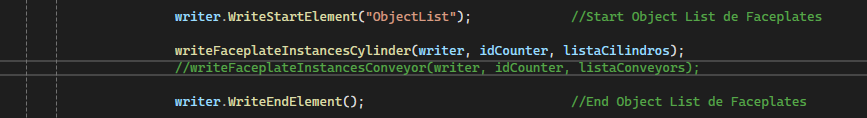 writer.WriteStartElement("ObjectList"); //Start Object List de Faceplates
writeFaceplateInstancesCylinder(writer, idCounter, listaCilindros);
//writeFaceplateInstancesConveyor(writer, idCounter, listaConveyors);
writer.WriteEndElement(); //End Object List de Faceplates